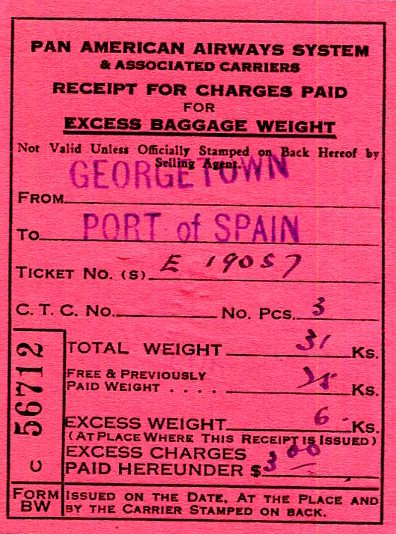 PAN AMERICAN AIRWAYS SYSTEM
& ASSOCIATED CARRIERS
RECEIPT FOR CHARGES PAID
FOR
EXCESS BAGGAGE WEIGHT
Not Valid Unless Officially Stamped on Back Hereof by
Selling Agent.
GEORGETOWN
FROM
TO PORT of SPAIN
TICKET No. (S) E 19057
C. T. C. No. No. Pcs. 3
TOTAL WEIGHT 31 Ks.
FREE & PREVIOUSLY
PAID WEIGHT . . . . 25 Ks.
EXCESS WEIGHT 6 Ks.
(AT PLACE WHERE THIS RECEIPT IS ISSUED)
EXCESS CHARGES
PAID HEREUNDER $ 3 00
C 56712
FORM
BW
ISSUED ON THE DATE, AT THE PLACE AND
BY THE CARRIER STAMPED ON BACK.